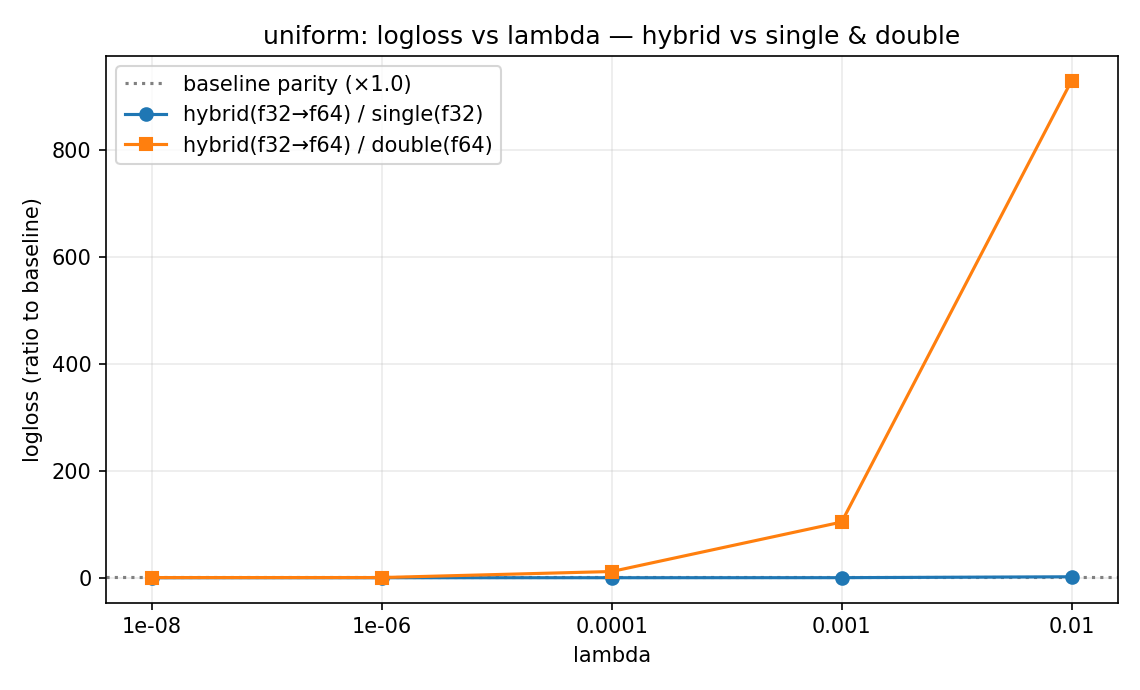 uniform: logloss vs lambda — hybrid vs single & double
baseline parity (×1.0)
hybrid(f32→f64) / single(f32)
hybrid(f32→f64) / double(f64)
logloss (ratio to baseline)
800
600
400
200
0
1e-08
1e-06
0.0001
0.001
0.01
lambda